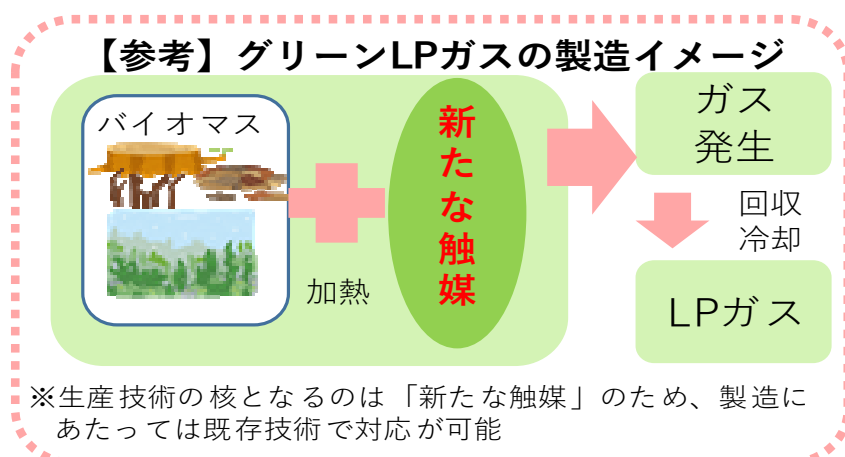 【参考】グリーンLPガスの製造イメージ
バイオマス
加熱
新たな触媒
ガス
発生
回収
冷却
LPガス
※生産技術の核となるのは「新たな触媒」のため、製造に
あたっては既存技術で対応が可能